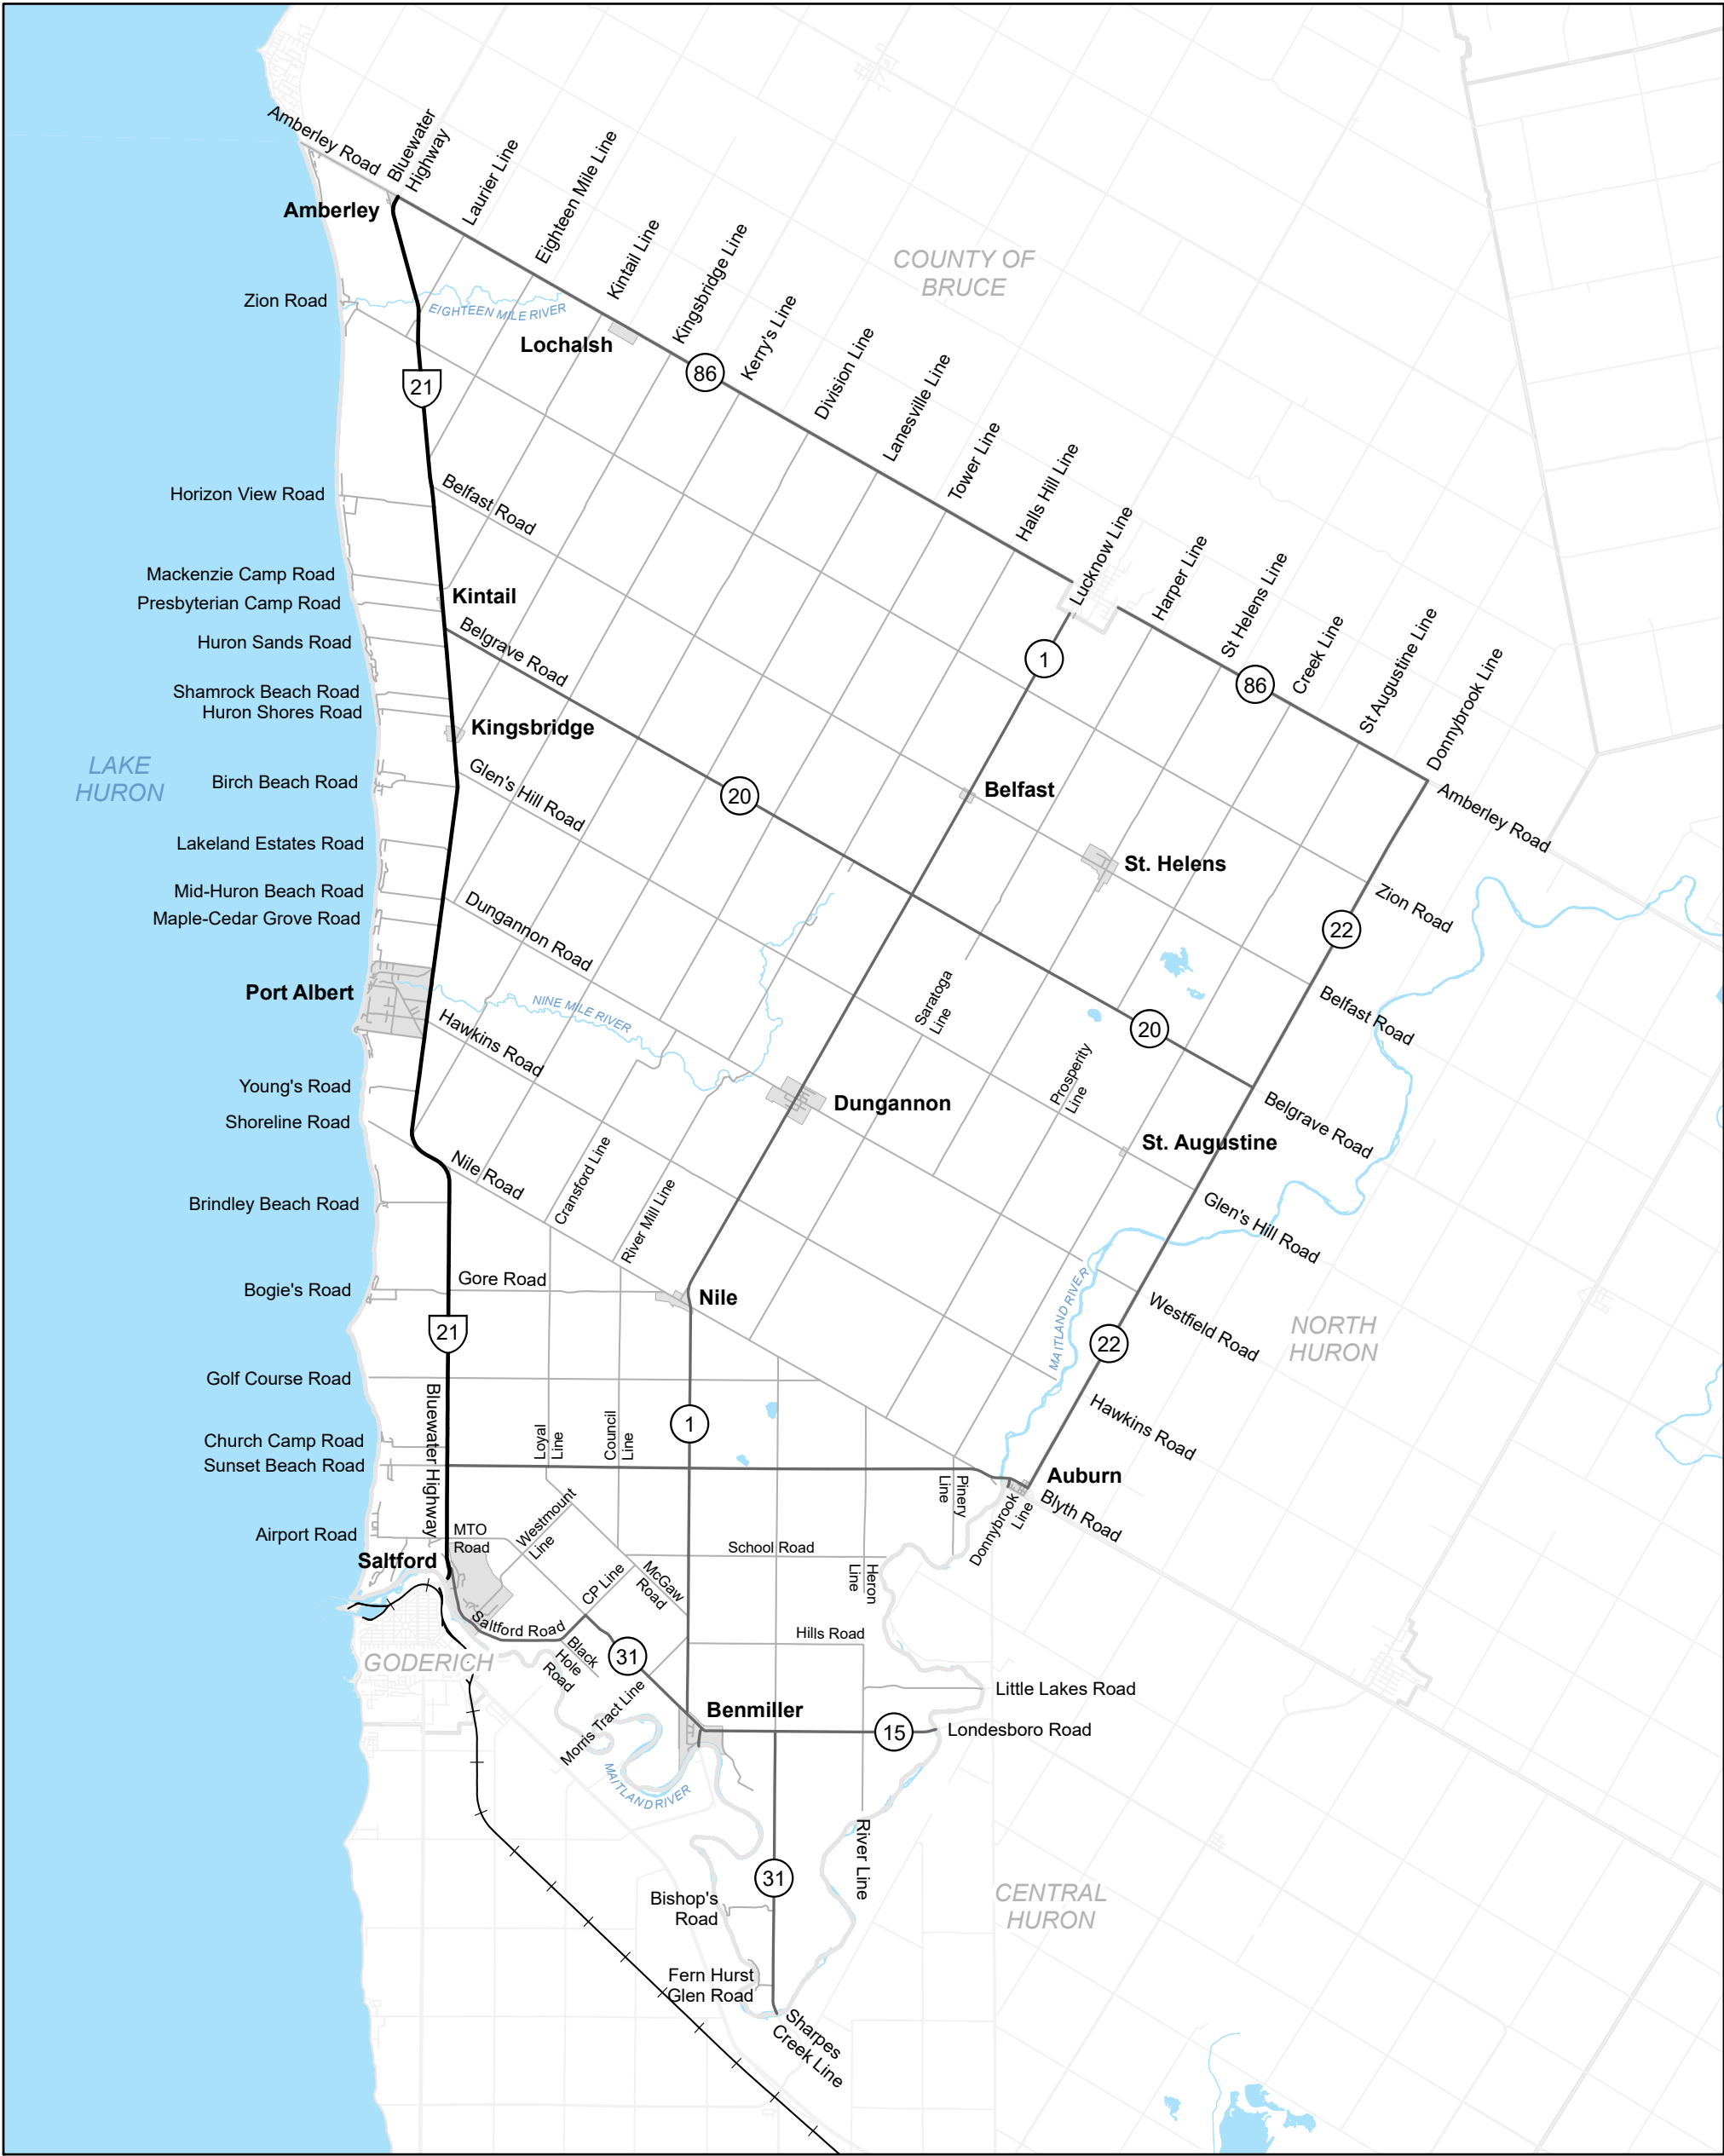 Amberley Road
Bluewater
Highway
Laurier Line
Eighteen Mile Line
Kintail Line
Kingsbridge Line
Kerry's Line
Division Line
Lanesville Line
Tower Line
Halls Hill Line
Lucknow Line
Harper Line
St Helens Line
Creek Line
St Augustine Line
Donnybrook Line
Amberley
COUNTY OF
BRUCE
Zion Road
EIGHTEEN MILE RIVER
Lochalsh
86
21
Horizon View Road
Belfast Road
Mackenzie Camp Road
Kintail
Presbyterian Camp Road
Belgrave Road
Huron Sands Road
1
86
Shamrock Beach Road
Huron Shores Road
Kingsbridge
LAKE
HURON
Birch Beach Road
Glen's Hill Road
20
Belfast
Amberley Road
Lakeland Estates Road
St. Helens
Mid-Huron Beach Road
Zion Road
Maple-Cedar Grove Road
Dungannon Road
22
Port Albert
NINE MILE RIVER
Saratoga
Line
Belfast Road
Hawkins Road
20
Young's Road
Prosperity
Line
Dungannon
Shoreline Road
Belgrave Road
St. Augustine
Nile Road
Cransford Line
River Mill Line
Brindley Beach Road
Glen's Hill Road
Gore Road
Bogie's Road
Nile
MAITLAND RIVER
Westfield Road
NORTH
HURON
21
22
Golf Course Road
Bluewater Highway
1
Hawkins Road
Church Camp Road
Loyal
Line
Council
Line
Sunset Beach Road
Auburn
Pinery
Line
Donnybrook
Line
Blyth Road
Airport Road
MTO
Road
Westmount
Line
School Road
Saltford
CP Line
McGaw
Road
Heron
Line
Saltford Road
Hills Road
GODERICH
Black
Hole
Road
31
Little Lakes Road
Morris Tract Line
Benmiller
15
Londesboro Road
MAITLAND RIVER
River Line
31
Bishop's
Road
CENTRAL
HURON
Fern Hurst
Glen Road
Sharpes
Creek Line